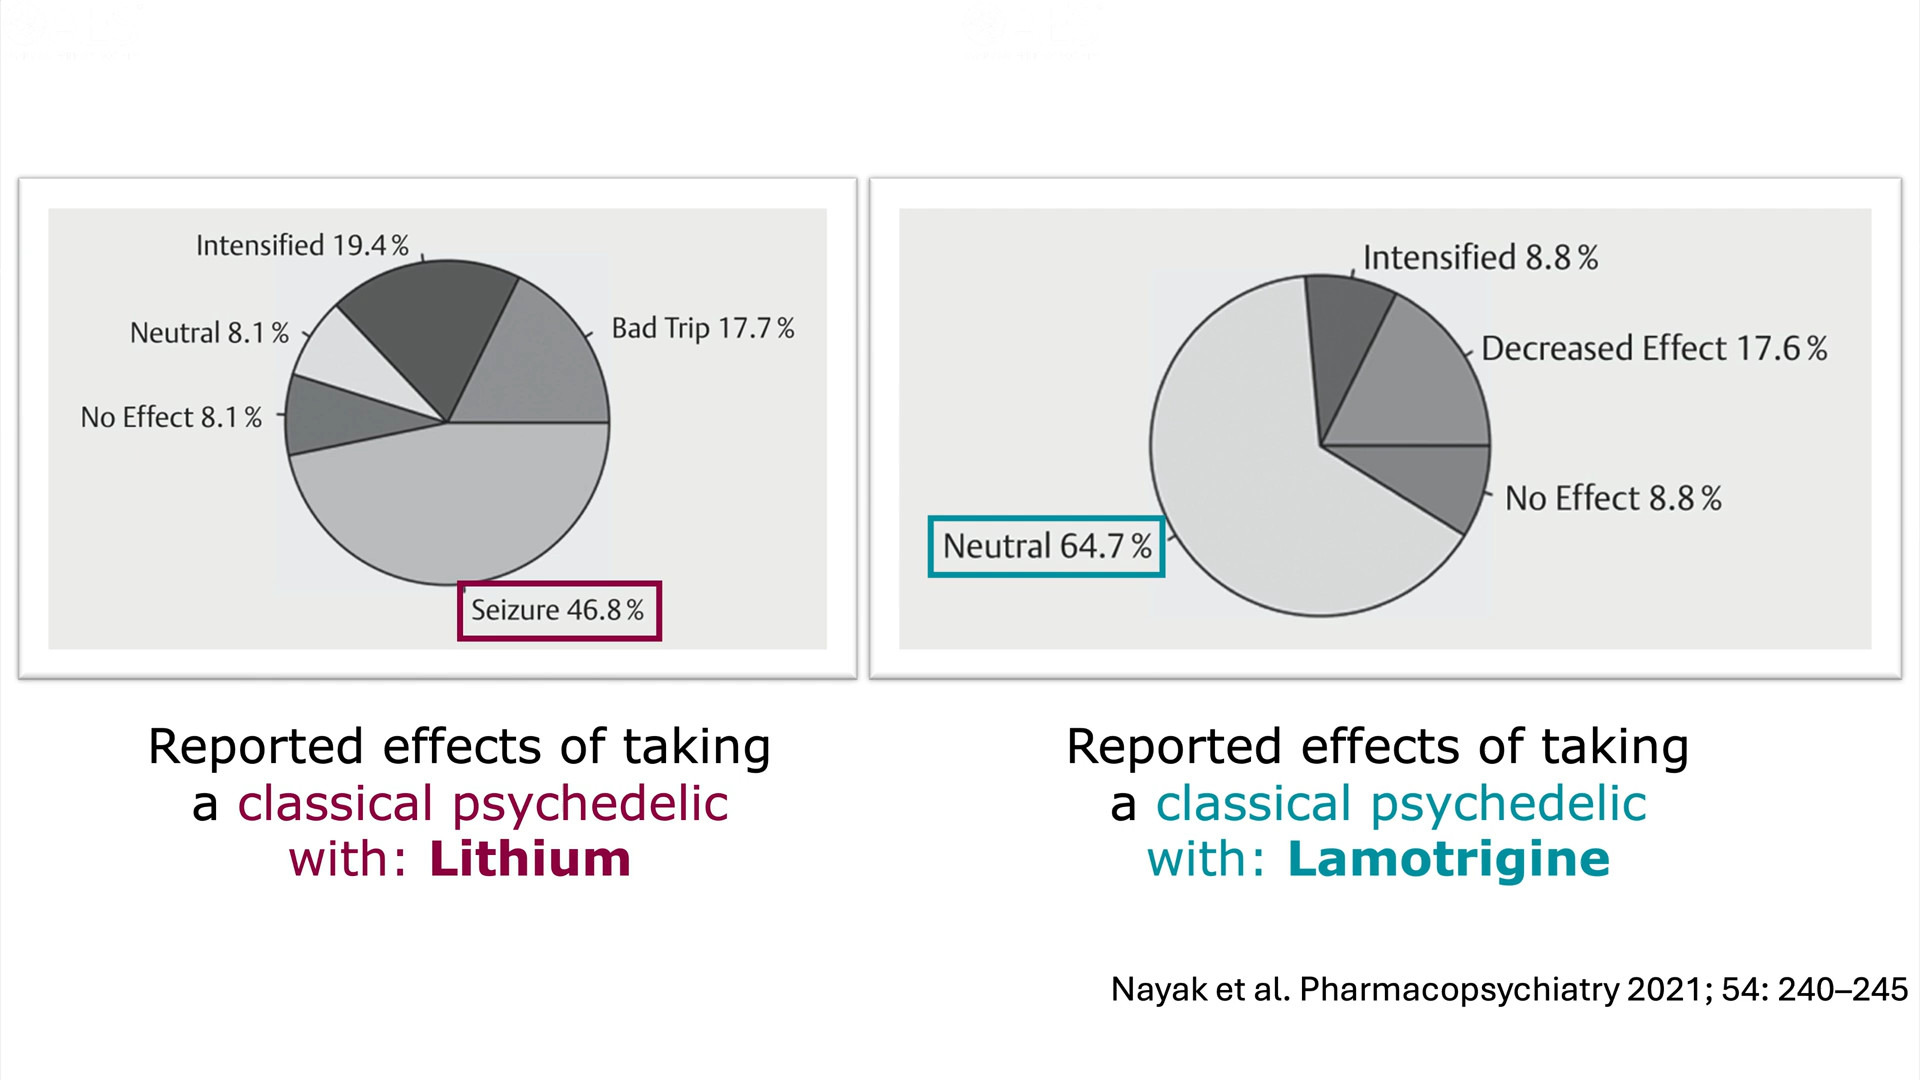 Intensified 19.4%
Neutral 8.1%
Bad Trip 17.7%
No Effect 8.1%
Seizure 46.8%
Reported effects of taking
a classical psychedelic
with: Lithium
Intensified 8.8%
Decreased Effect 17.6%
No Effect 8.8%
Neutral 64.7%
Reported effects of taking
a classical psychedelic
with: Lamotrigine
Nayak et al. Pharmacopsychiatry 2021; 54: 240–245